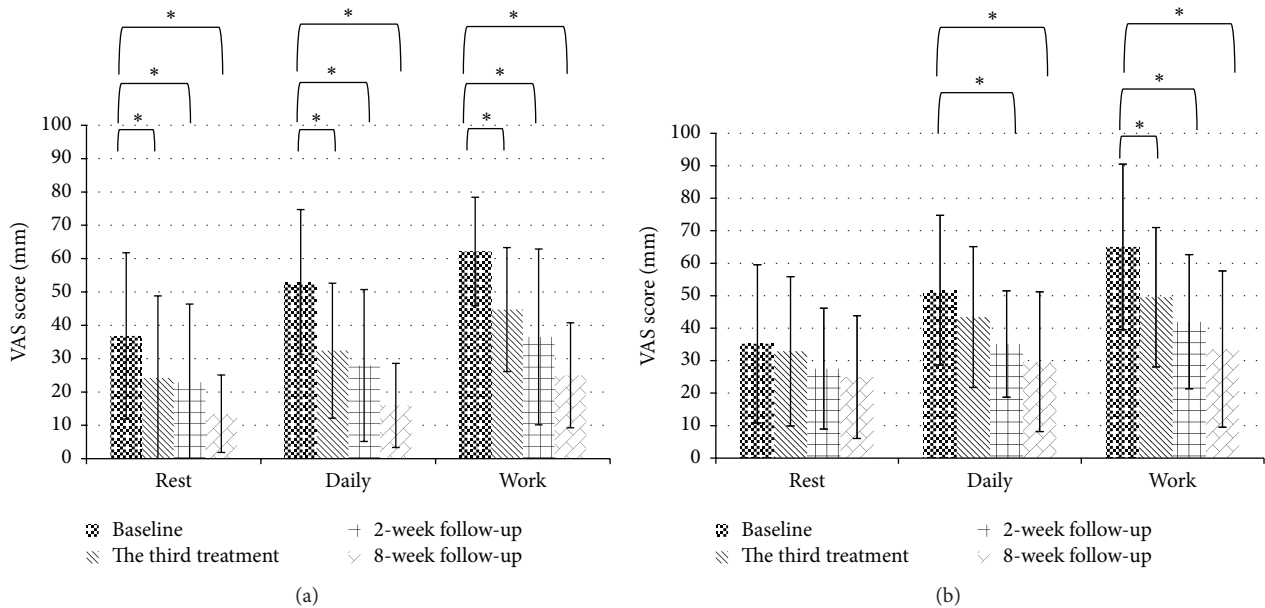 * * *
* * *
* * *
100
90
80
70
60
50
40
30
20
10
0
VAS score (mm)
Rest Daily Work
Baseline 2-week follow-up
The third treatment 8-week follow-up
(a)
* *
* *
*
100
90
80
70
60
50
40
30
20
10
0
VAS score (mm)
Rest Daily Work
Baseline 2-week follow-up
The third treatment 8-week follow-up
(b)